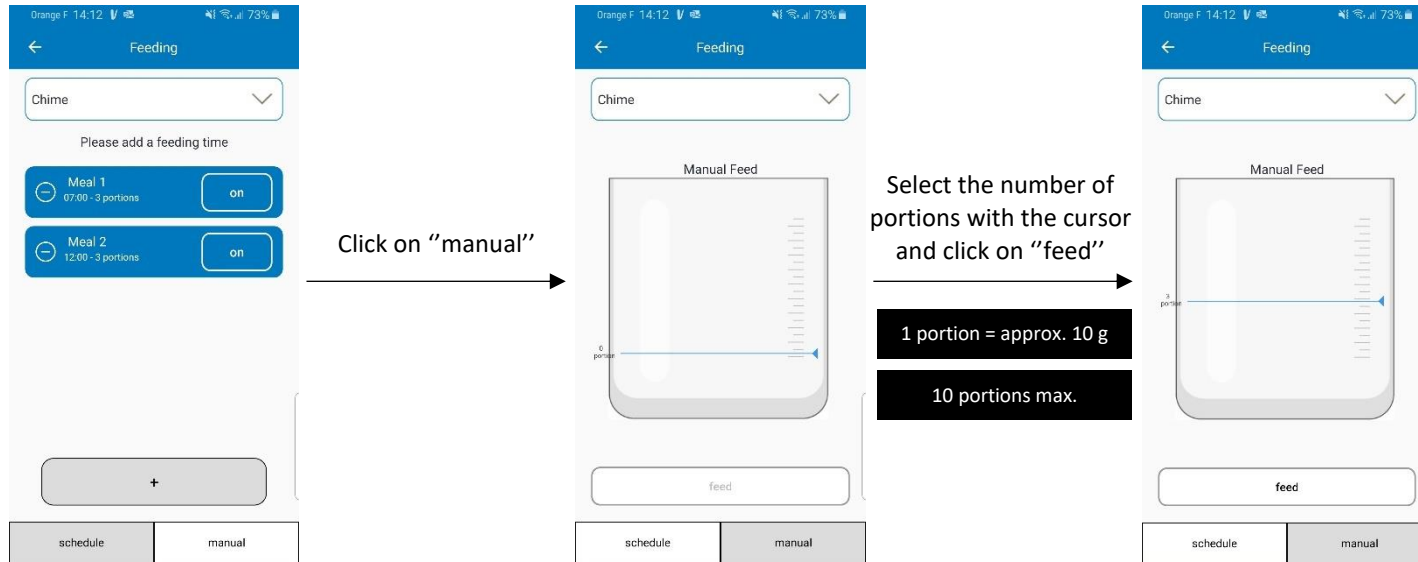 Orange F 14:12 73%
Feeding
Chime
Please add a feeding time
Meal 1
07:00 - 3 portions
on
Meal 2
12:00 - 3 portions
on
+
schedule manual
Click on ‘‘manual’’
Orange F 14:12 73%
Feeding
Chime
Manual Feed
0
portion
feed
schedule manual
Select the number of
portions with the cursor
and click on ‘‘feed’’
1 portion = approx. 10 g
10 portions max.
Orange F 14:12 73%
Feeding
Chime
Manual Feed
3
portion
feed
schedule manual